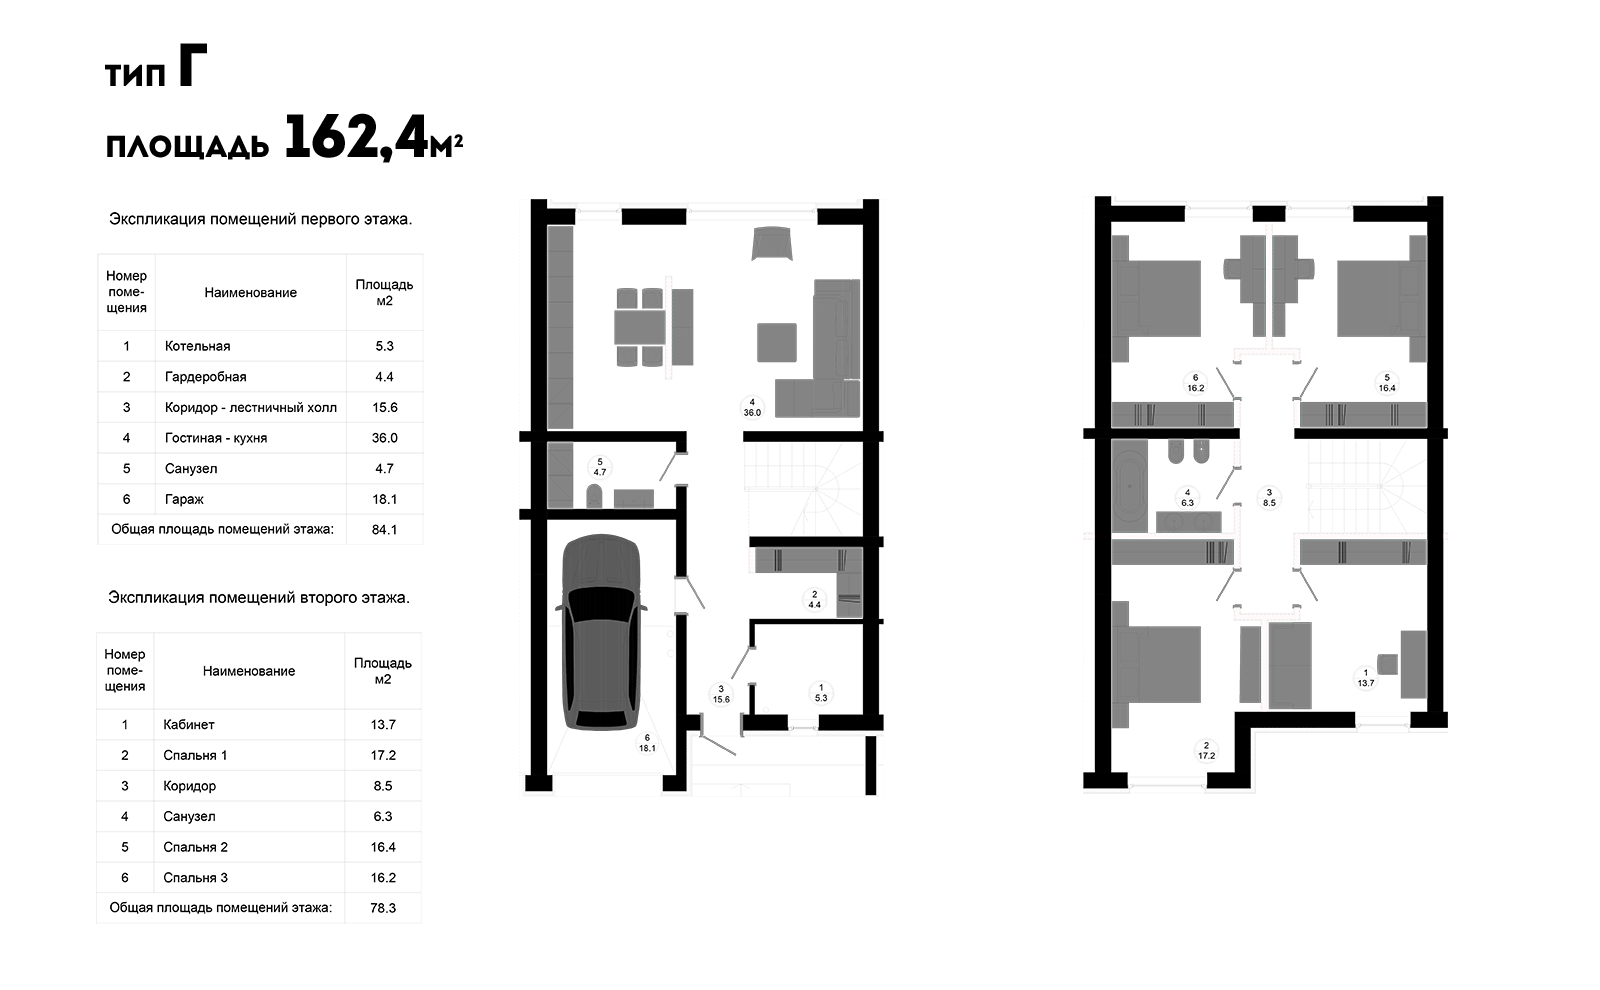 тип Г
площадь 162,4м²
Экспликация помещений первого этажа.
Номер поме-щения Наименование Площадь м2
1 Котельная 5.3
2 Гардеробная 4.4
3 Коридор - лестничный холл 15.6
4 Гостиная - кухня 36.0
5 Санузел 4.7
6 Гараж 18.1
Общая площадь помещений этажа: 84.1
Экспликация помещений второго этажа.
Номер поме-щения Наименование Площадь м2
1 Кабинет 13.7
2 Спальня 1 17.2
3 Коридор 8.5
4 Санузел 6.3
5 Спальня 2 16.4
6 Спальня 3 16.2
Общая площадь помещений этажа: 78.3
4
36.0
5
4.7
2
4.4
3
15.6
1
5.3
6
18.1
6
16.2
5
16.4
4
6.3
3
8.5
1
13.7
2
17.2